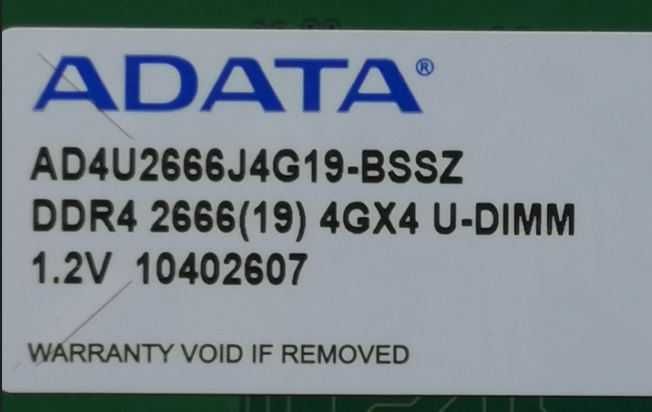 ADATA®
AD4U2666J4G19-BSSZ
DDR4 2666(19) 4GX4 U-DIMM
1.2V 10402607
WARRANTY VOID IF REMOVED